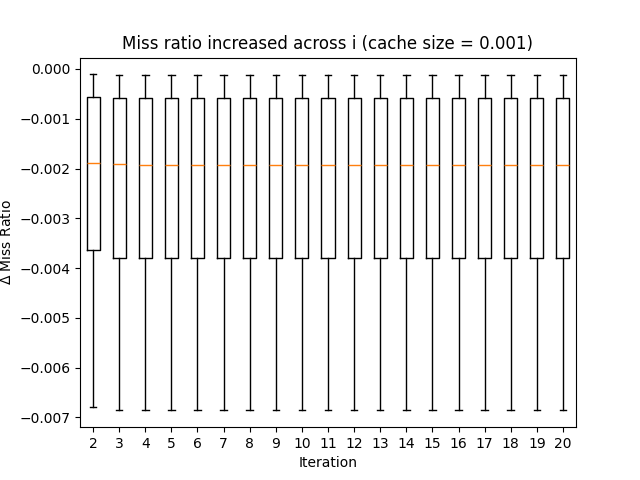 Miss ratio increased across i (cache size = 0.001)
Δ Miss Ratio
0.000
−0.001
−0.002
−0.003
−0.004
−0.005
−0.006
−0.007
2 3 4 5 6 7 8 9 10 11 12 13 14 15 16 17 18 19 20
Iteration